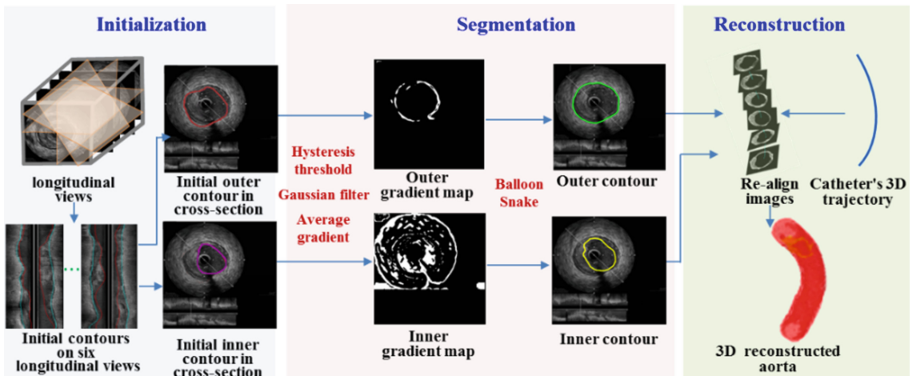 Initialization
Segmentation
Reconstruction
longitudinal
views
Initial contours
on six
longitudinal views
Initial outer
contour in
cross-section
Initial inner
contour in
cross-section
Hysteresis
threshold
Gaussian filter
Average
gradient
Outer
gradient map
Inner
gradient map
Balloon
Snake
Outer contour
Inner contour
Re-align
images
Catheter's 3D
trajectory
3D reconstructed
aorta